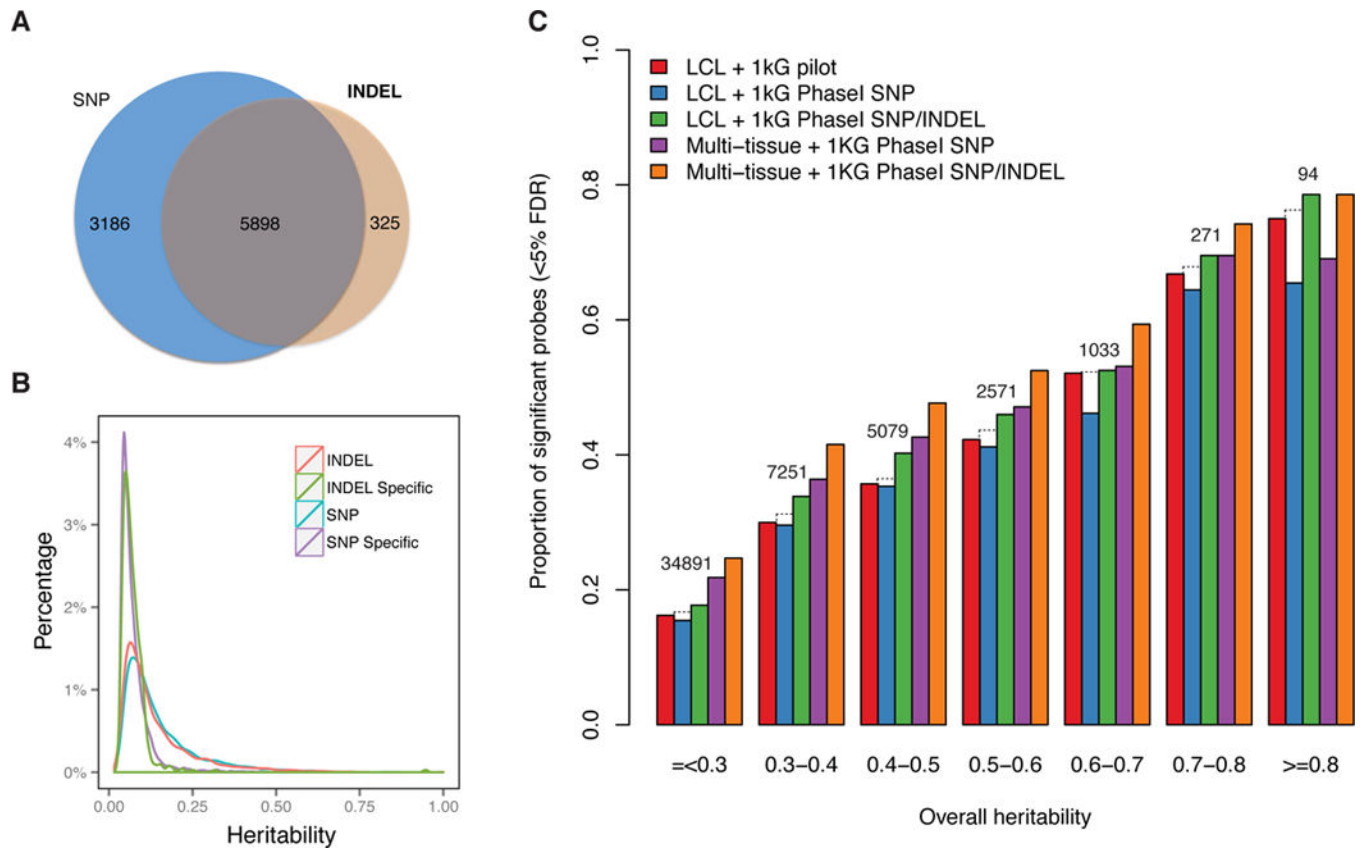 A
SNP
INDEL
3186
5898
325
B
Percentage
4%
3%
2%
1%
0%
INDEL
INDEL Specific
SNP
SNP Specific
0.00
0.25
0.50
0.75
1.00
Heritability
C
Proportion of significant probes (<5% FDR)
1.0
0.8
0.6
0.4
0.2
0.0
LCL + 1kG pilot
LCL + 1kG PhaseI SNP
LCL + 1kG PhaseI SNP/INDEL
Multi−tissue + 1KG PhaseI SNP
Multi−tissue + 1KG PhaseI SNP/INDEL
34891
7251
5079
2571
1033
271
94
=<0.3
0.3−0.4
0.4−0.5
0.5−0.6
0.6−0.7
0.7−0.8
>=0.8
Overall heritability